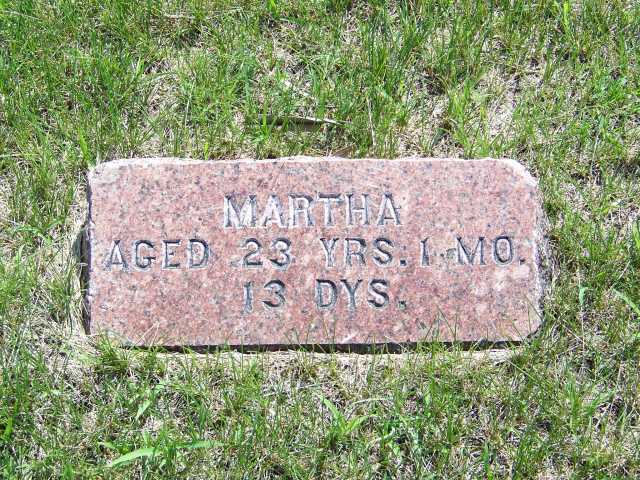 MARTHA
AGED 23 YRS. 1 MO.
13 DYS.